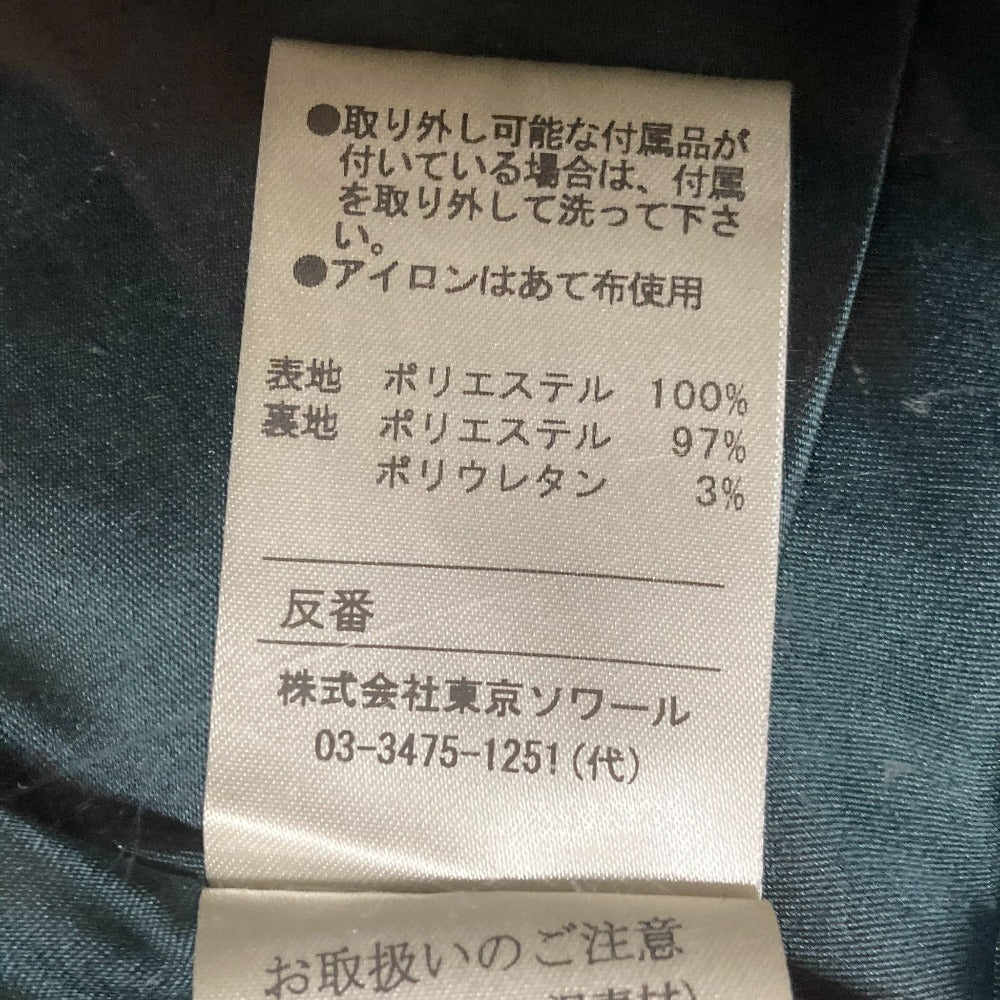 ●取り外し可能な付属品が
付いている場合は、付属
を取り外して洗って下さ
い。
●アイロンはあて布使用
表地 ポリエステル 100%
裏地 ポリエステル 97%
ポリウレタン 3%
反番
株式会社東京ソワール
03-3475-1251(代)
お取扱いのご注意